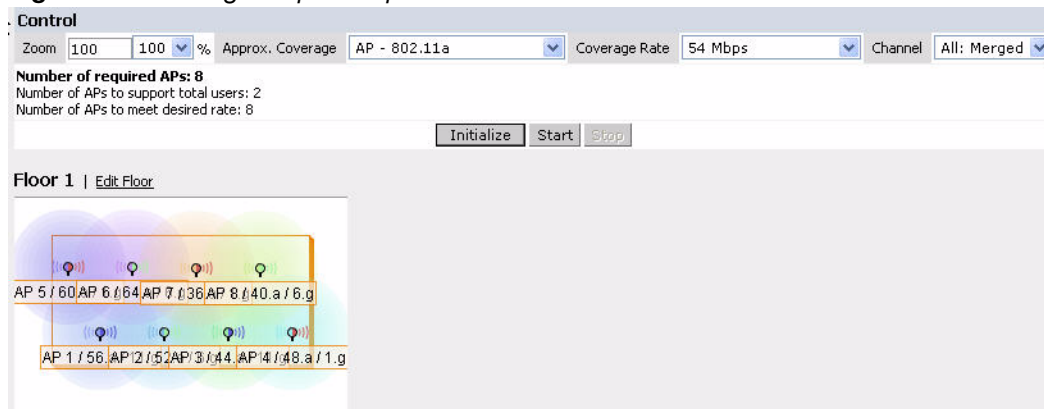 Control
Zoom 100 100 % Approx. Coverage AP - 802.11a Coverage Rate 54 Mbps Channel All: Merged
Number of required APs: 8
Number of APs to support total users: 2
Number of APs to meet desired rate: 8
Initialize Start Stop
Floor 1 | Edit Floor
AP 5 / 60 AP 6 / 64 AP 7 / 36 AP 8 / 40.a / 6.g
AP 1 / 56. AP 2 / 52 AP 3 / 44. AP 4 / 48.a / 1.g